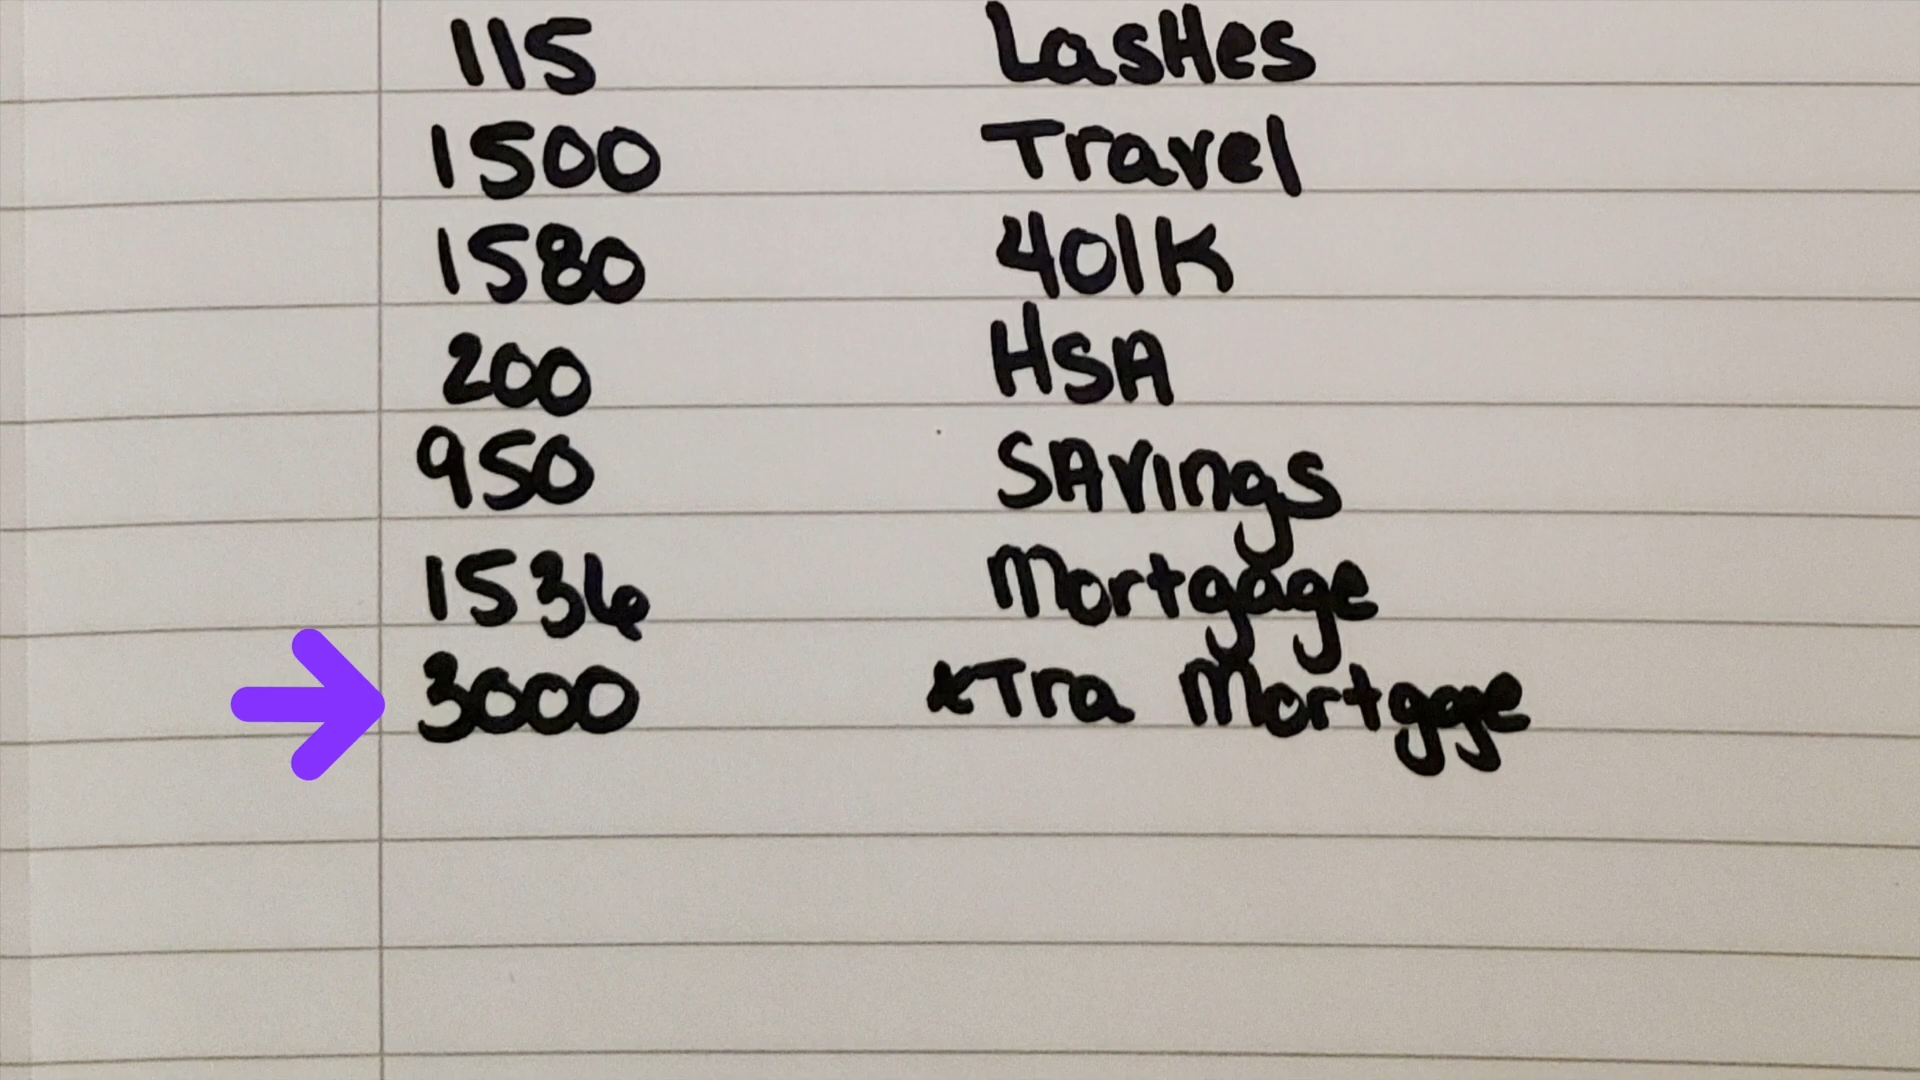 115 LasHes
1500 Travel
1580 401K
200 HSA
950 SAvings
1536 Mortgage
3000 xTra Mortgage